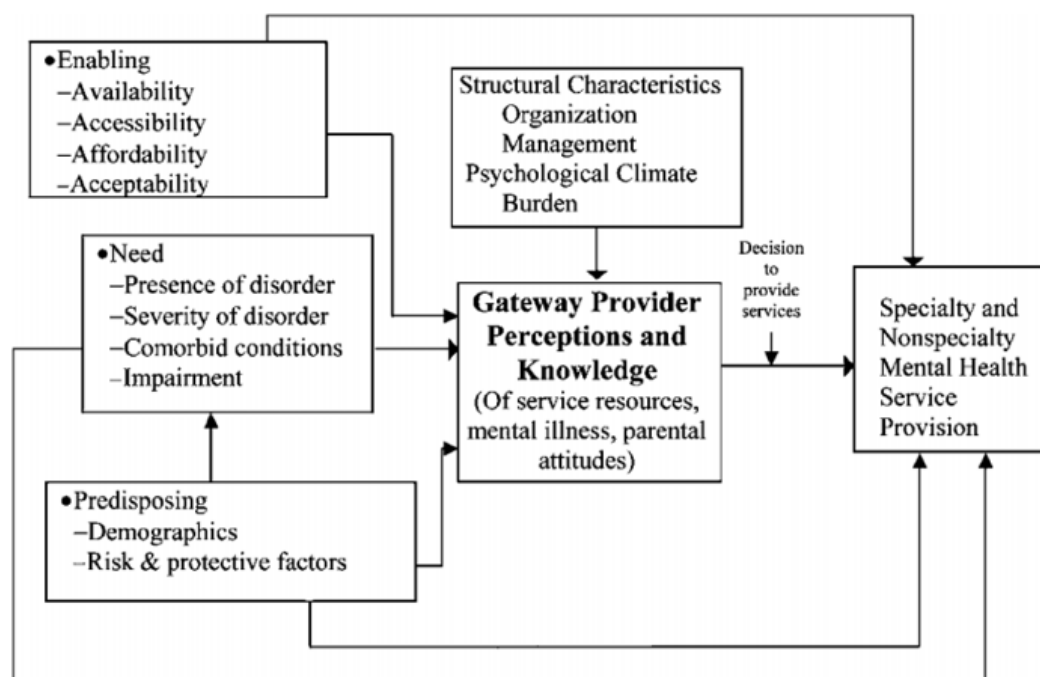 •Enabling
–Availability
–Accessibility
–Affordability
–Acceptability
Structural Characteristics
Organization
Management
Psychological Climate
Burden
•Need
–Presence of disorder
–Severity of disorder
–Comorbid conditions
–Impairment
Gateway Provider
Perceptions and
Knowledge
(Of service resources,
mental illness, parental
attitudes)
Decision
to
provide
services
Specialty and
Nonspecialty
Mental Health
Service
Provision
•Predisposing
–Demographics
–Risk & protective factors